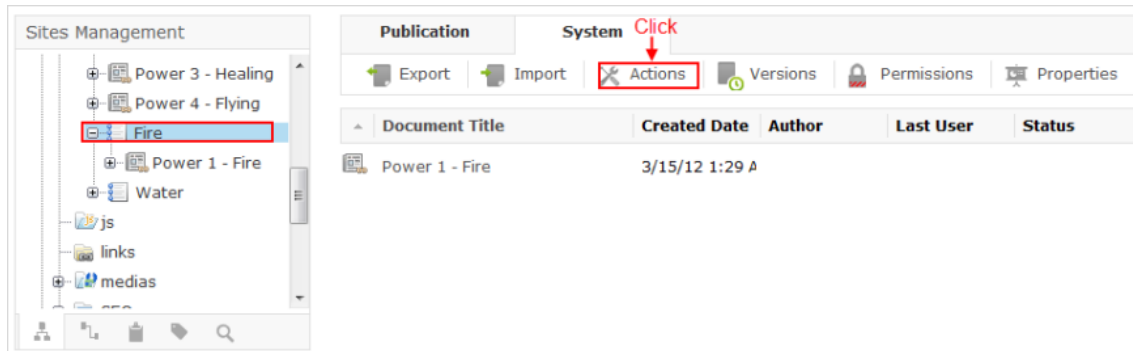 Sites Management
Power 3 - Healing
Power 4 - Flying
Fire
Power 1 - Fire
Water
js
links
medias
Publication System Click
Export Import Actions Versions Permissions Properties
Document Title Created Date Author Last User Status
Power 1 - Fire 3/15/12 1:29 A